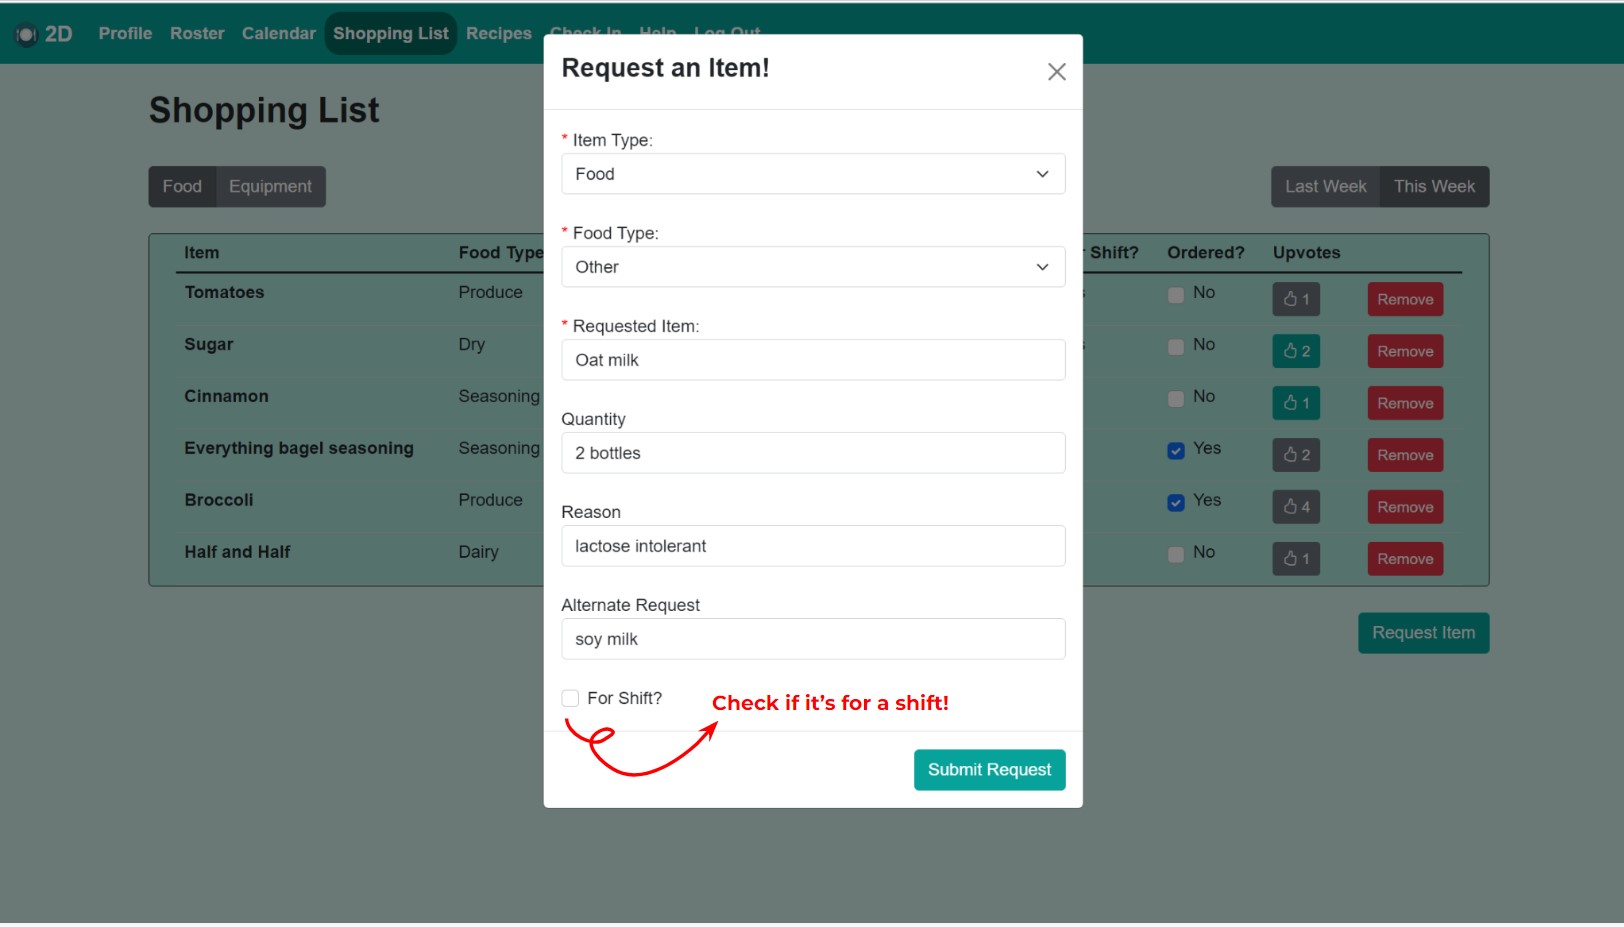 2D Profile Roster Calendar Shopping List Recipes Check In Help Log Out
Request an Item!
Shopping List
* Item Type:
Food
Food Equipment
Last Week This Week
* Food Type:
Other
Item Food Type Shift? Ordered? Upvotes
Tomatoes Produce No 1 Remove
* Requested Item:
Sugar Dry No 2 Remove
Oat milk
Cinnamon Seasoning No 1 Remove
Quantity
Everything bagel seasoning Seasoning Yes 2 Remove
2 bottles
Broccoli Produce Yes 4 Remove
Reason
lactose intolerant
Half and Half Dairy No 1 Remove
Alternate Request
soy milk
Request Item
For Shift?
Check if it’s for a shift!
Submit Request